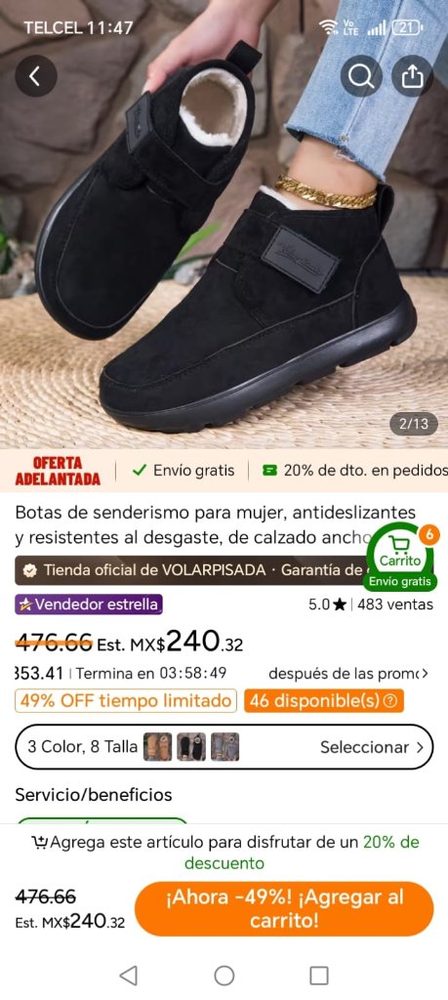 TELCEL 11:47
Vo LTE
21
2/13
OFERTA ADELANTADA
Envío gratis
20% de dto. en pedidos
Botas de senderismo para mujer, antideslizantes
y resistentes al desgaste, de calzado ancho
6
Carrito
Envío gratis
Tienda oficial de VOLARPISADA · Garantía de
Vendedor estrella
5.0★ | 483 ventas
476.66 Est. MX$240.32
353.41 | Termina en 03:58:49
después de las promo>
49% OFF tiempo limitado
46 disponible(s)
3 Color, 8 Talla
Seleccionar >
Servicio/beneficios
Agrega este artículo para disfrutar de un 20% de
descuento
476.66
Est. MX$240.32
¡Ahora -49%! ¡Agregar al
carrito!